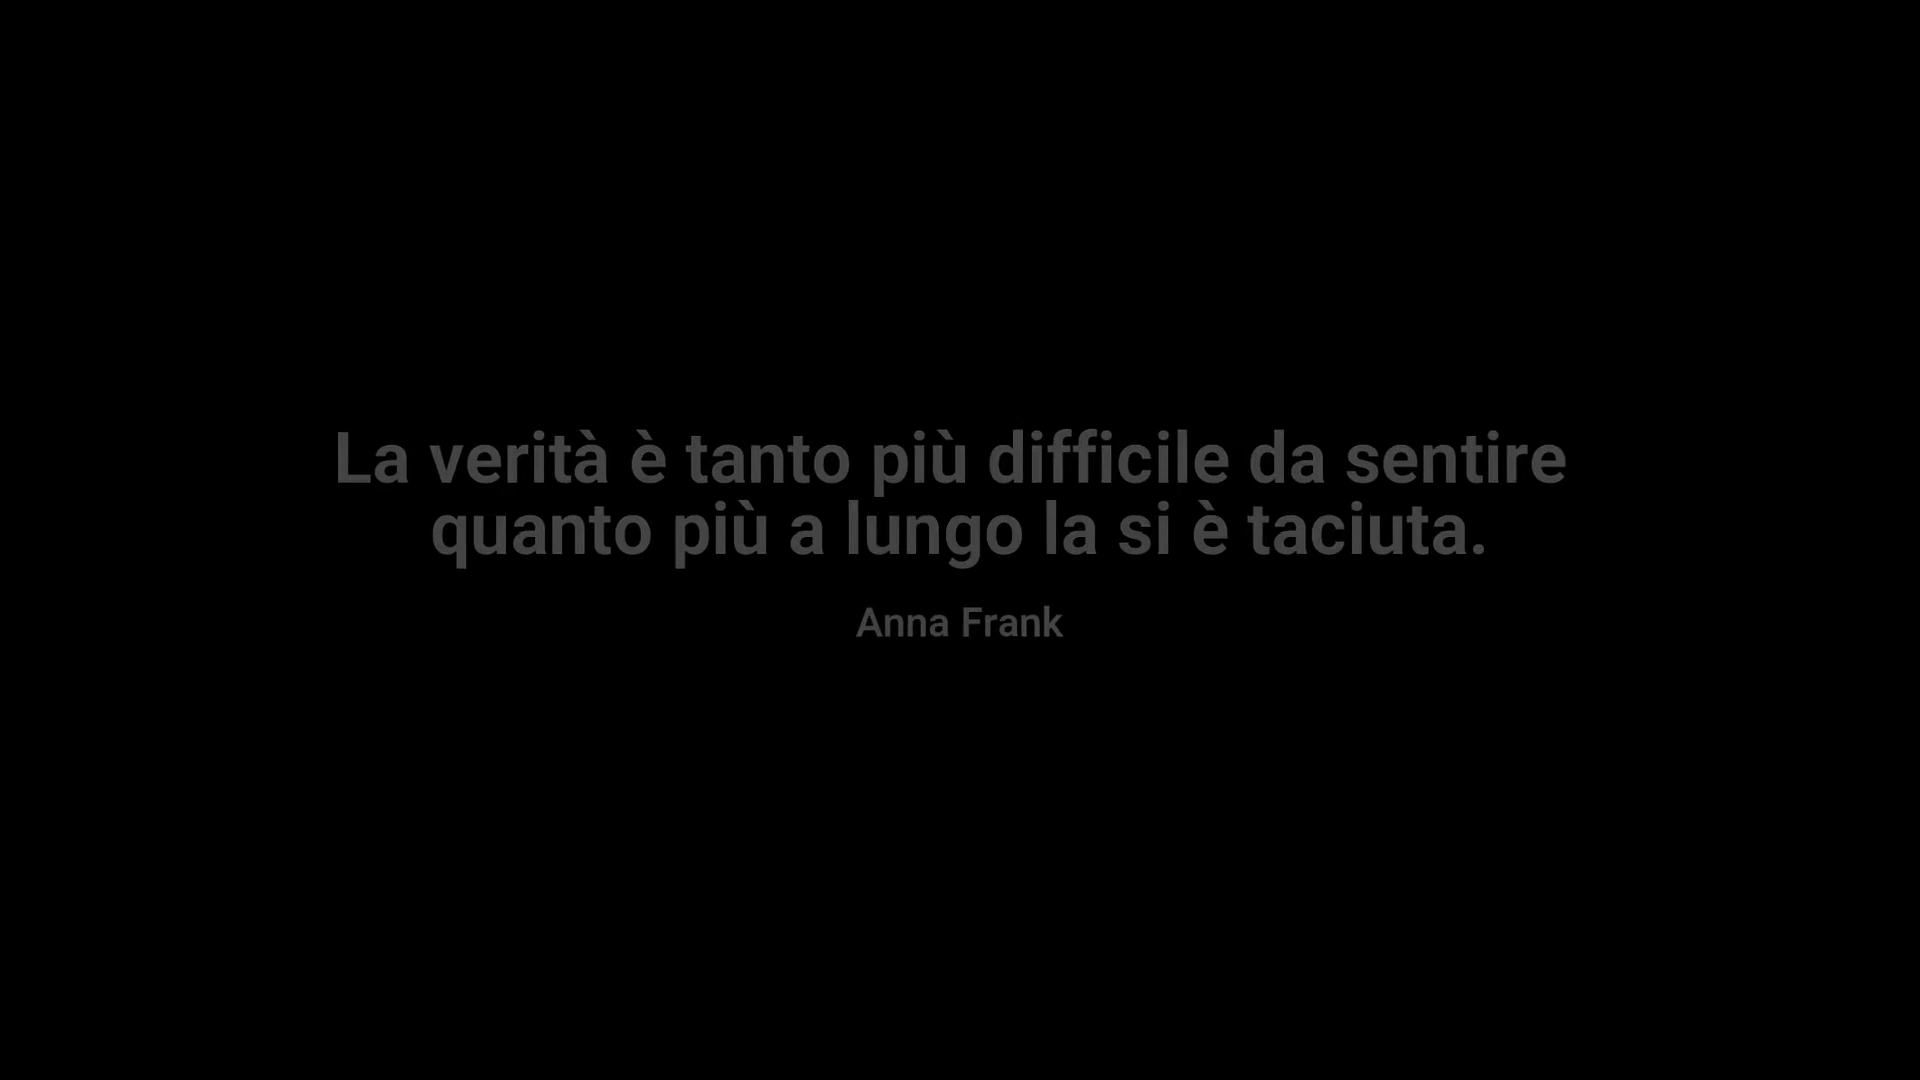 La verità è tanto più difficile da sentire
quanto più a lungo la si è taciuta.
Anna Frank